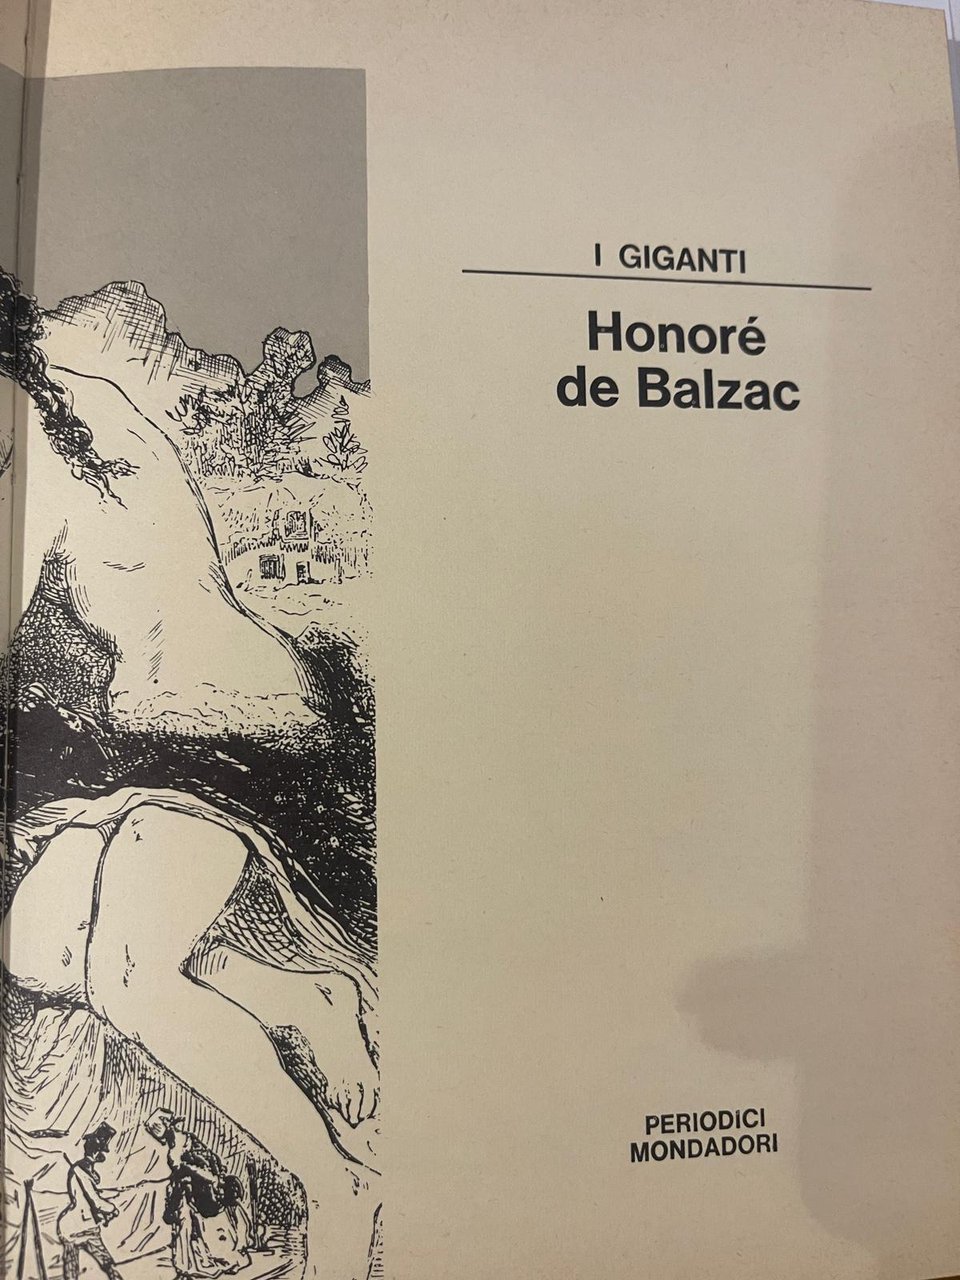 I GIGANTI
Honoré
de Balzac
PERIODICI
MONDADORI